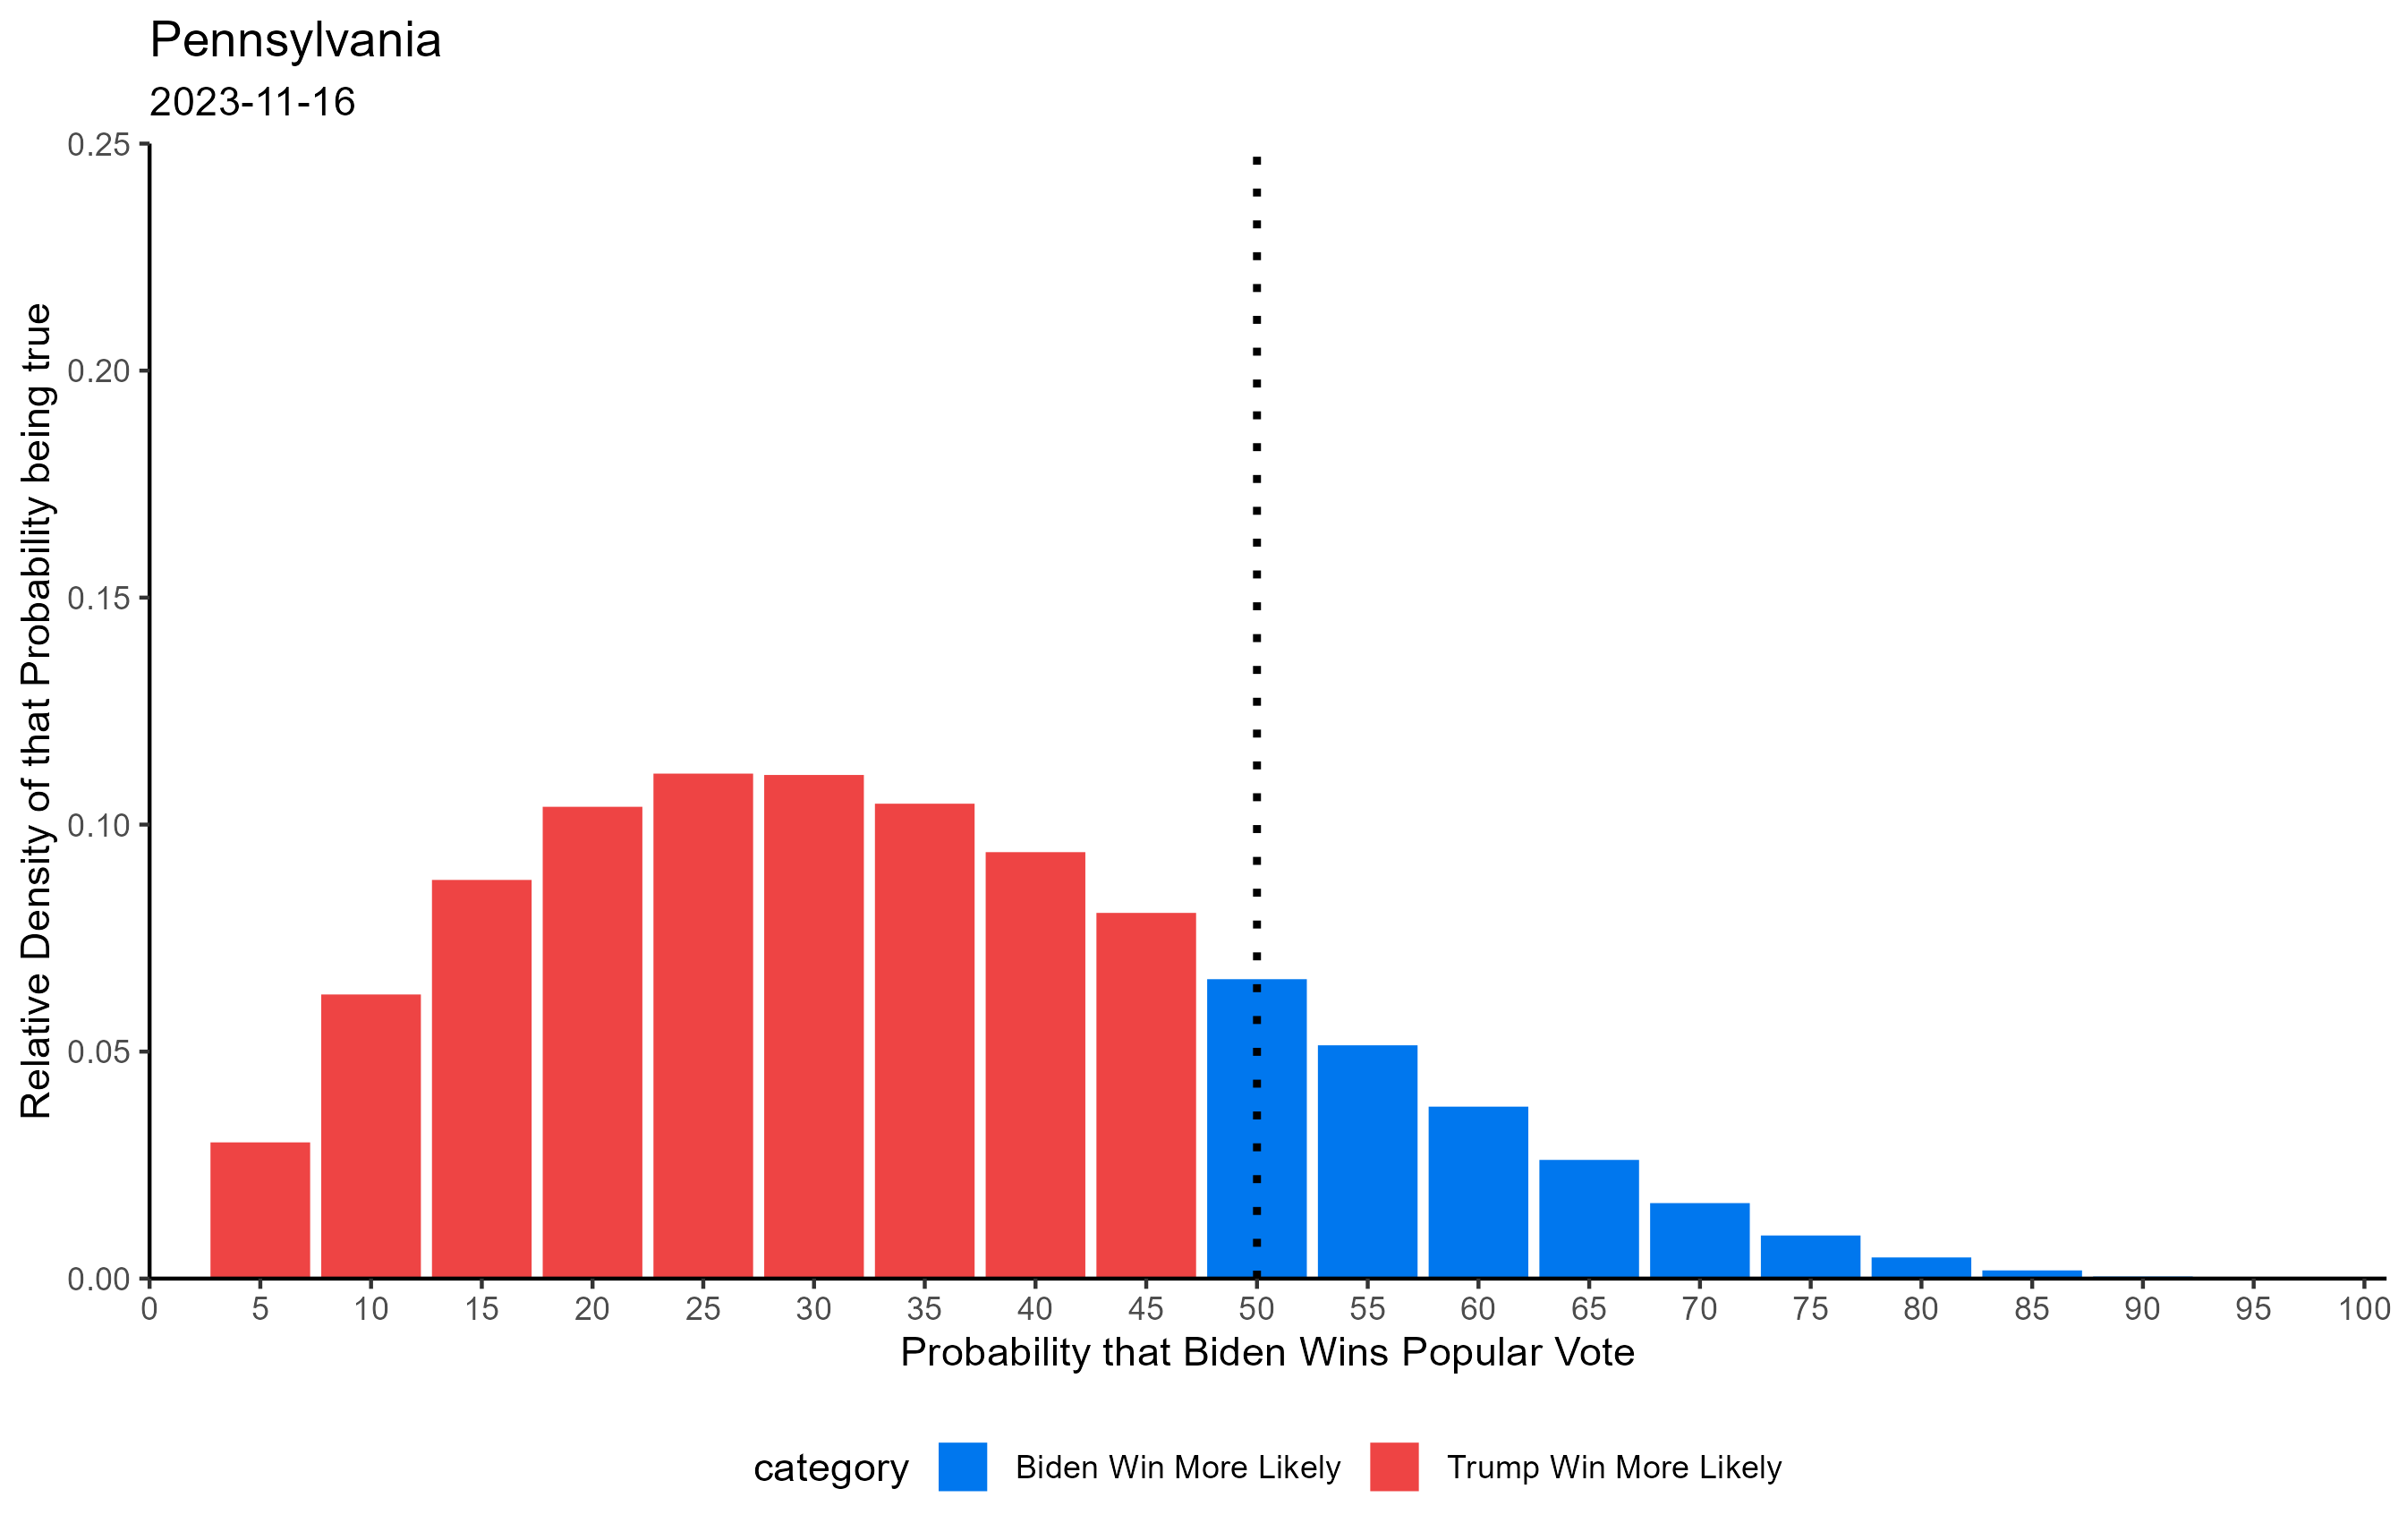 Pennsylvania
2023-11-16
Relative Density of that Probability being true
0.25
0.20
0.15
0.10
0.05
0.00
0 5 10 15 20 25 30 35 40 45 50 55 60 65 70 75 80 85 90 95 100
Probability that Biden Wins Popular Vote
category Biden Win More Likely Trump Win More Likely